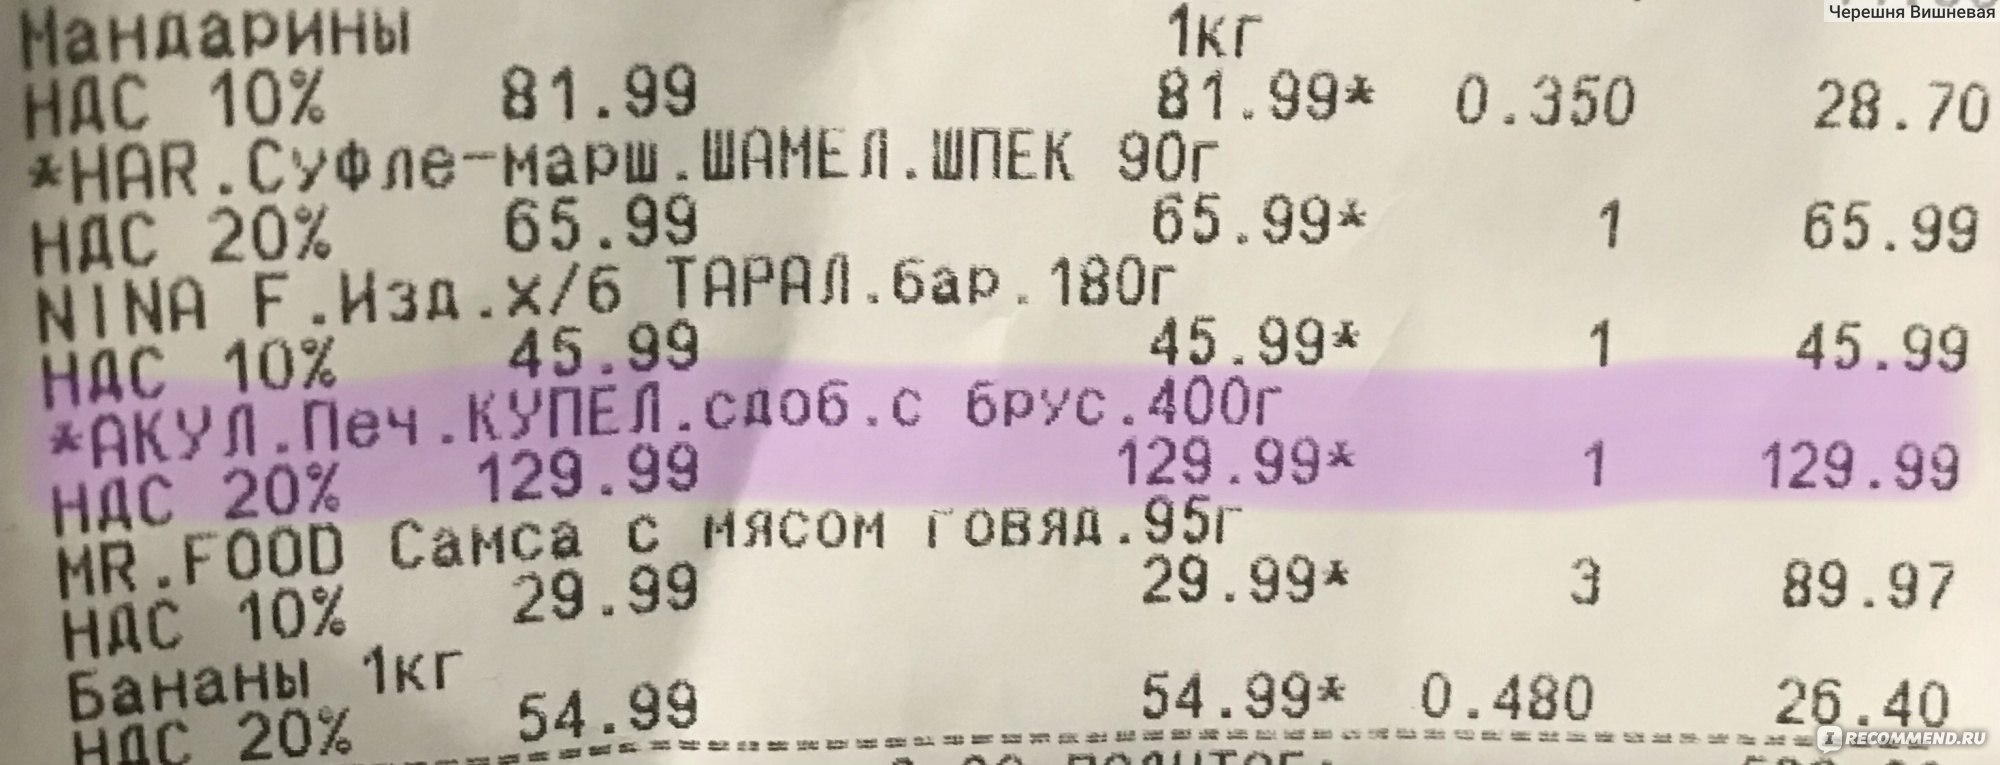 Черешня Вишневая
Мандарины 1кг
НДС 10% 81.99 81.99* 0.350 28.70
*HAR.Суфле-марш.ШАМЕЛ.ШПЕК 90г
НДС 20% 65.99 65.99* 1 65.99
NINA F.Изд.х/б ТАРАЛ.бар.180г
НДС 10% 45.99 45.99* 1 45.99
*АКУЛ.Печ.КУПЕЛ.сдоб.с брус.400г
НДС 20% 129.99 129.99* 1 129.99
MR.FOOD Самса с мясом говяд.95г
НДС 10% 29.99 29.99* 3 89.97
Бананы 1кг
НДС 20% 54.99 54.99* 0.480 26.40
IRECOMMEND.RU